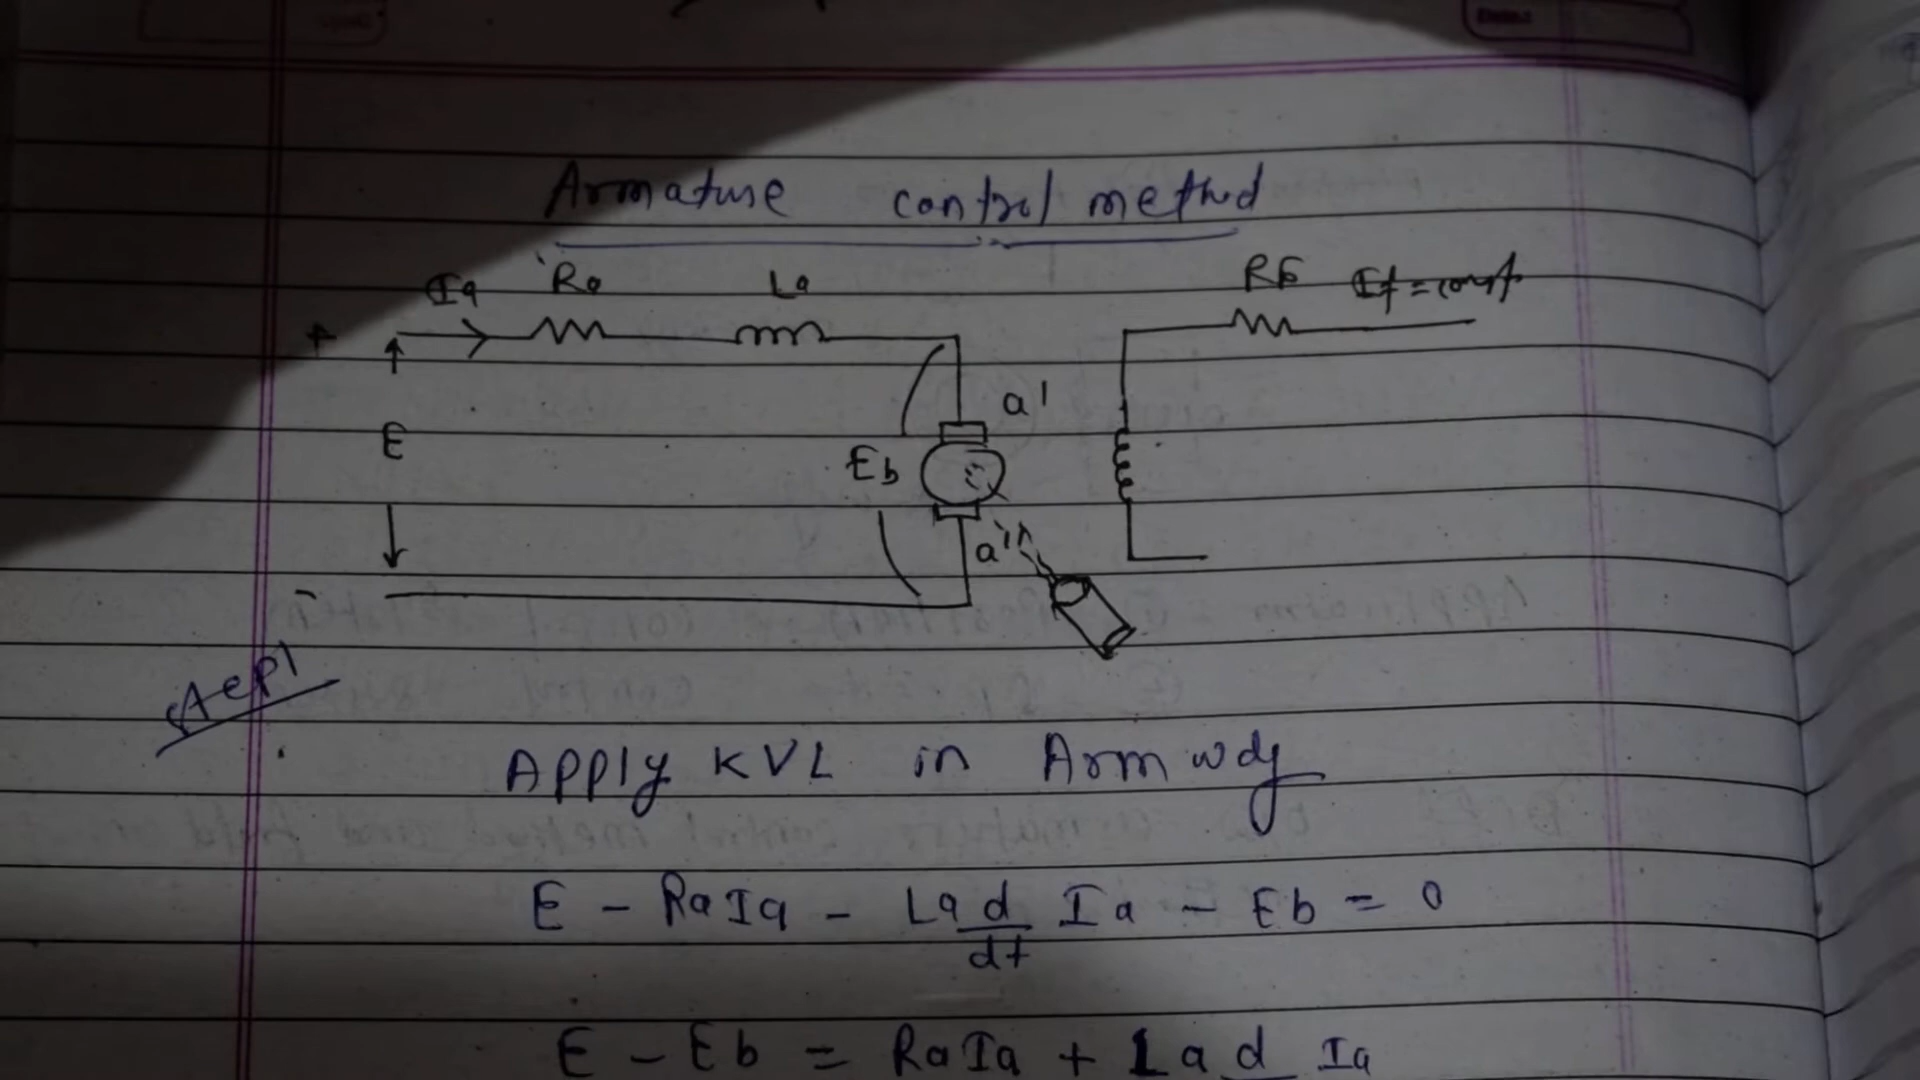 Armature control method
Ia Ra La Rf If = const
+
a'
E
Eb
a''
-
Step1
Apply KVL in Arm wdg
E - RaIa - La d/dt Ia - Eb = 0
E - Eb = RaIa + La d Ia